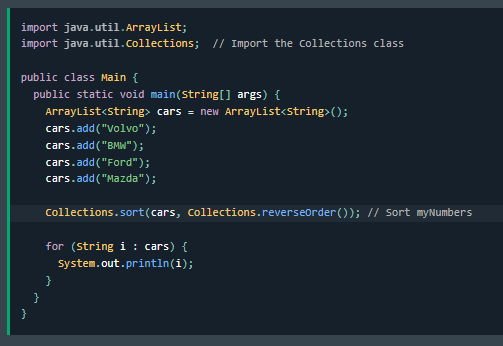 import java.util.ArrayList;
import java.util.Collections;  // Import the Collections class

public class Main {
  public static void main(String[] args) {
    ArrayList<String> cars = new ArrayList<String>();
    cars.add("Volvo");
    cars.add("BMW");
    cars.add("Ford");
    cars.add("Mazda");

    Collections.sort(cars, Collections.reverseOrder()); // Sort myNumbers

    for (String i : cars) {
      System.out.println(i);
    }
  }
}